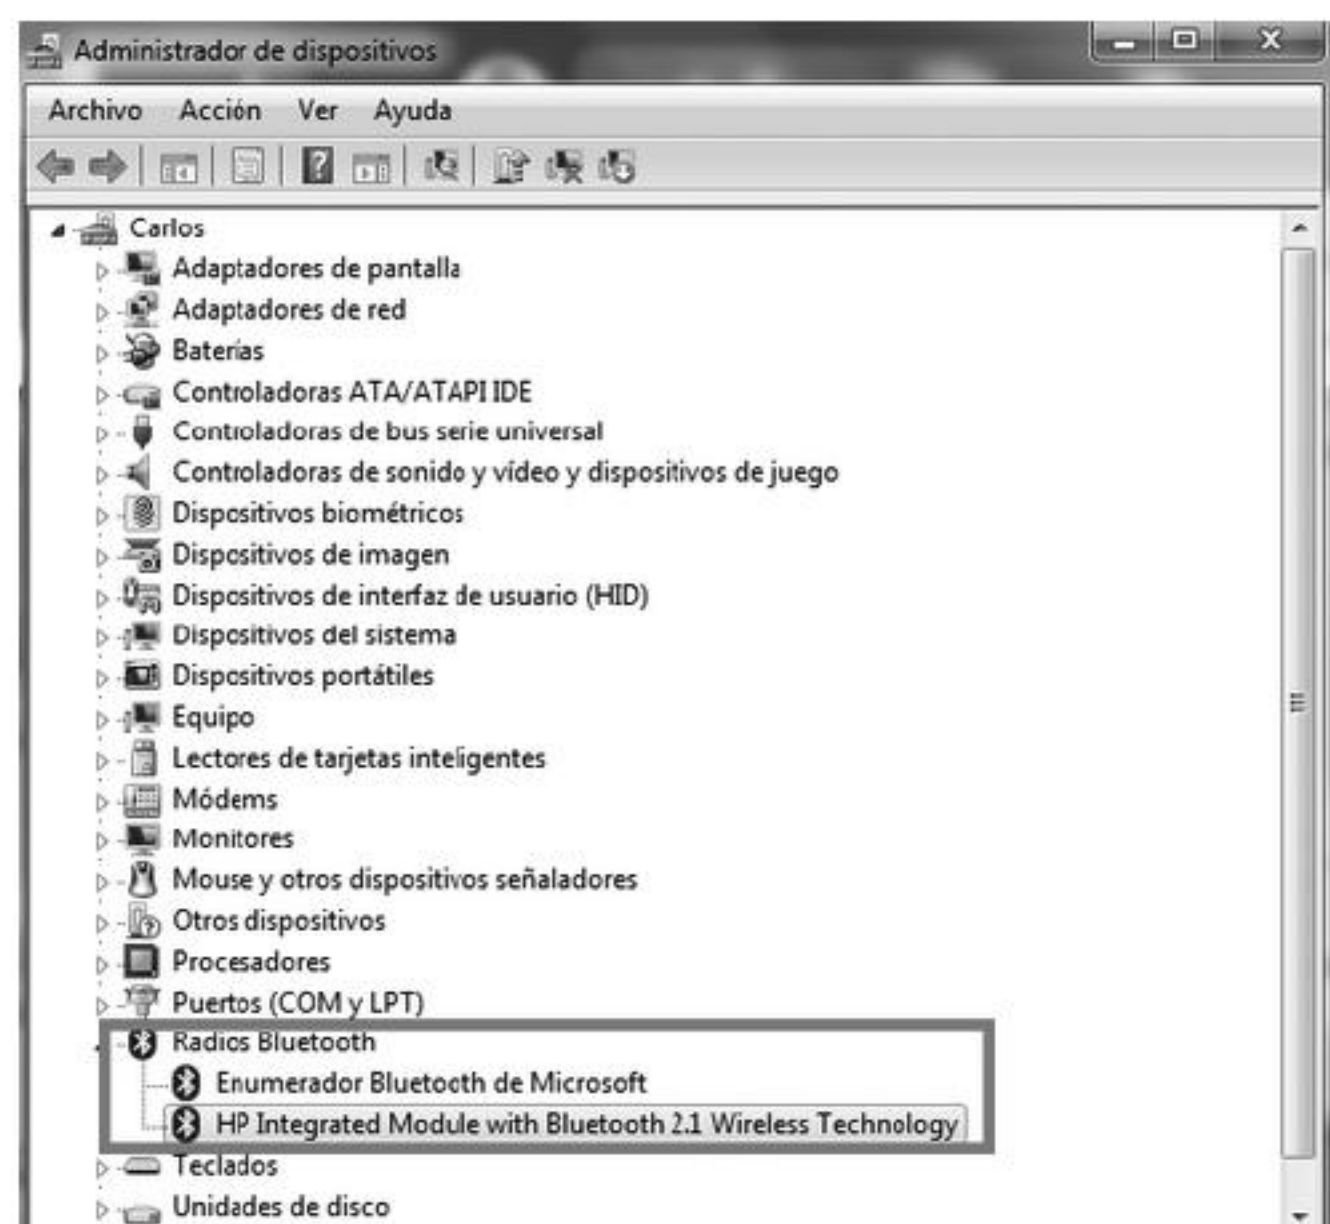 Administrador de dispositivos
Archivo Acción Ver Ayuda
Carlos
Adaptadores de pantalla
Adaptadores de red
Baterías
Controladoras ATA/ATAPI IDE
Controladoras de bus serie universal
Controladoras de sonido y vídeo y dispositivos de juego
Dispositivos biométricos
Dispositivos de imagen
Dispositivos de interfaz de usuario (HID)
Dispositivos del sistema
Dispositivos portátiles
Equipo
Lectores de tarjetas inteligentes
Módems
Monitores
Mouse y otros dispositivos señaladores
Otros dispositivos
Procesadores
Puertos (COM y LPT)
Radios Bluetooth
Enumerador Bluetooth de Microsoft
HP Integrated Module with Bluetooth 2.1 Wireless Technology
Teclados
Unidades de disco